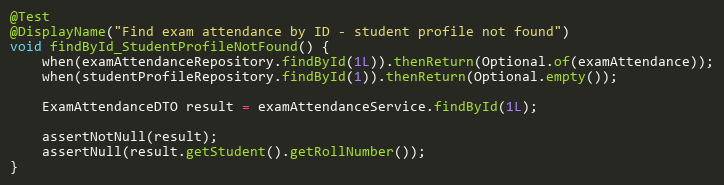 @Test
@DisplayName("Find exam attendance by ID - student profile not found")
void findById_StudentProfileNotFound() {
    when(examAttendanceRepository.findById(1L)).thenReturn(Optional.of(examAttendance));
    when(studentProfileRepository.findById(1)).thenReturn(Optional.empty());

    ExamAttendanceDTO result = examAttendanceService.findById(1L);

    assertNotNull(result);
    assertNull(result.getStudent().getRollNumber());
}